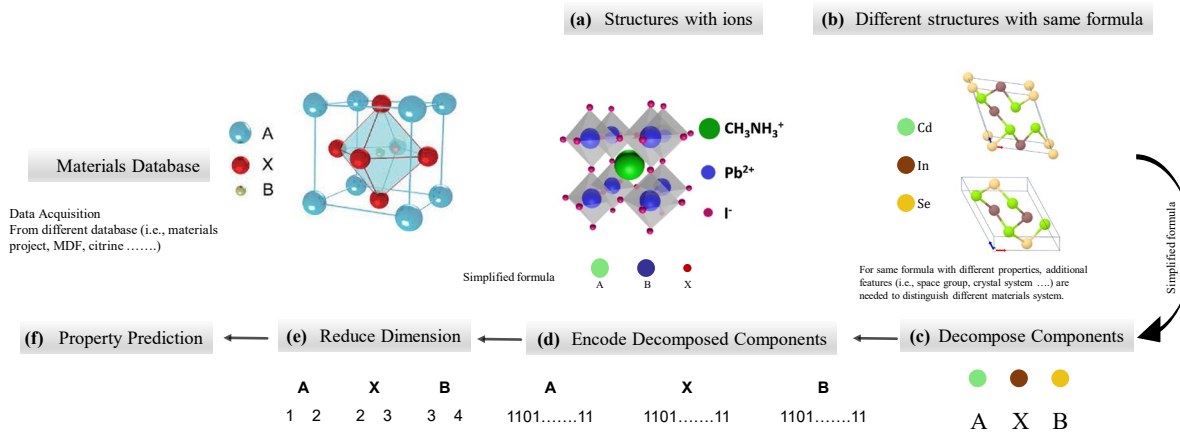 (a) Structures with ions
(b) Different structures with same formula
A
X
B
Materials Database
Data Acquisition
From different database (i.e., materials
project, MDF, citrine …….)
CH₃NH₃⁺
Pb²⁺
I⁻
Simplified formula
A B X
Cd
In
Se
For same formula with different properties, additional
features (i.e., space group, crystal system ….) are
needed to distinguish different materials system.
Simplified formula
(f) Property Prediction
(e) Reduce Dimension
(d) Encode Decomposed Components
(c) Decompose Components
A X B
1 2 2 3 3 4
A X B
1101…….11 1101…….11 1101…….11
A X B